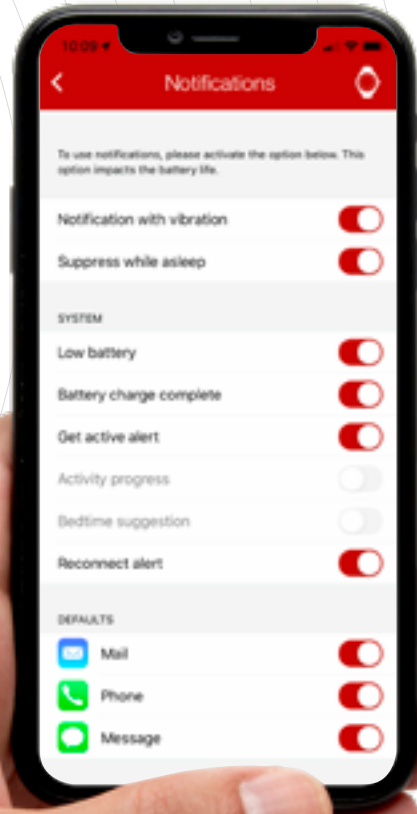 10:09
Notifications
To use notifications, please activate the option below. This
option impacts the battery life.
Notification with vibration
Suppress while asleep
SYSTEM
Low battery
Battery charge complete
Get active alert
Activity progress
Bedtime suggestion
Reconnect alert
DEFAULTS
Mail
Phone
Message